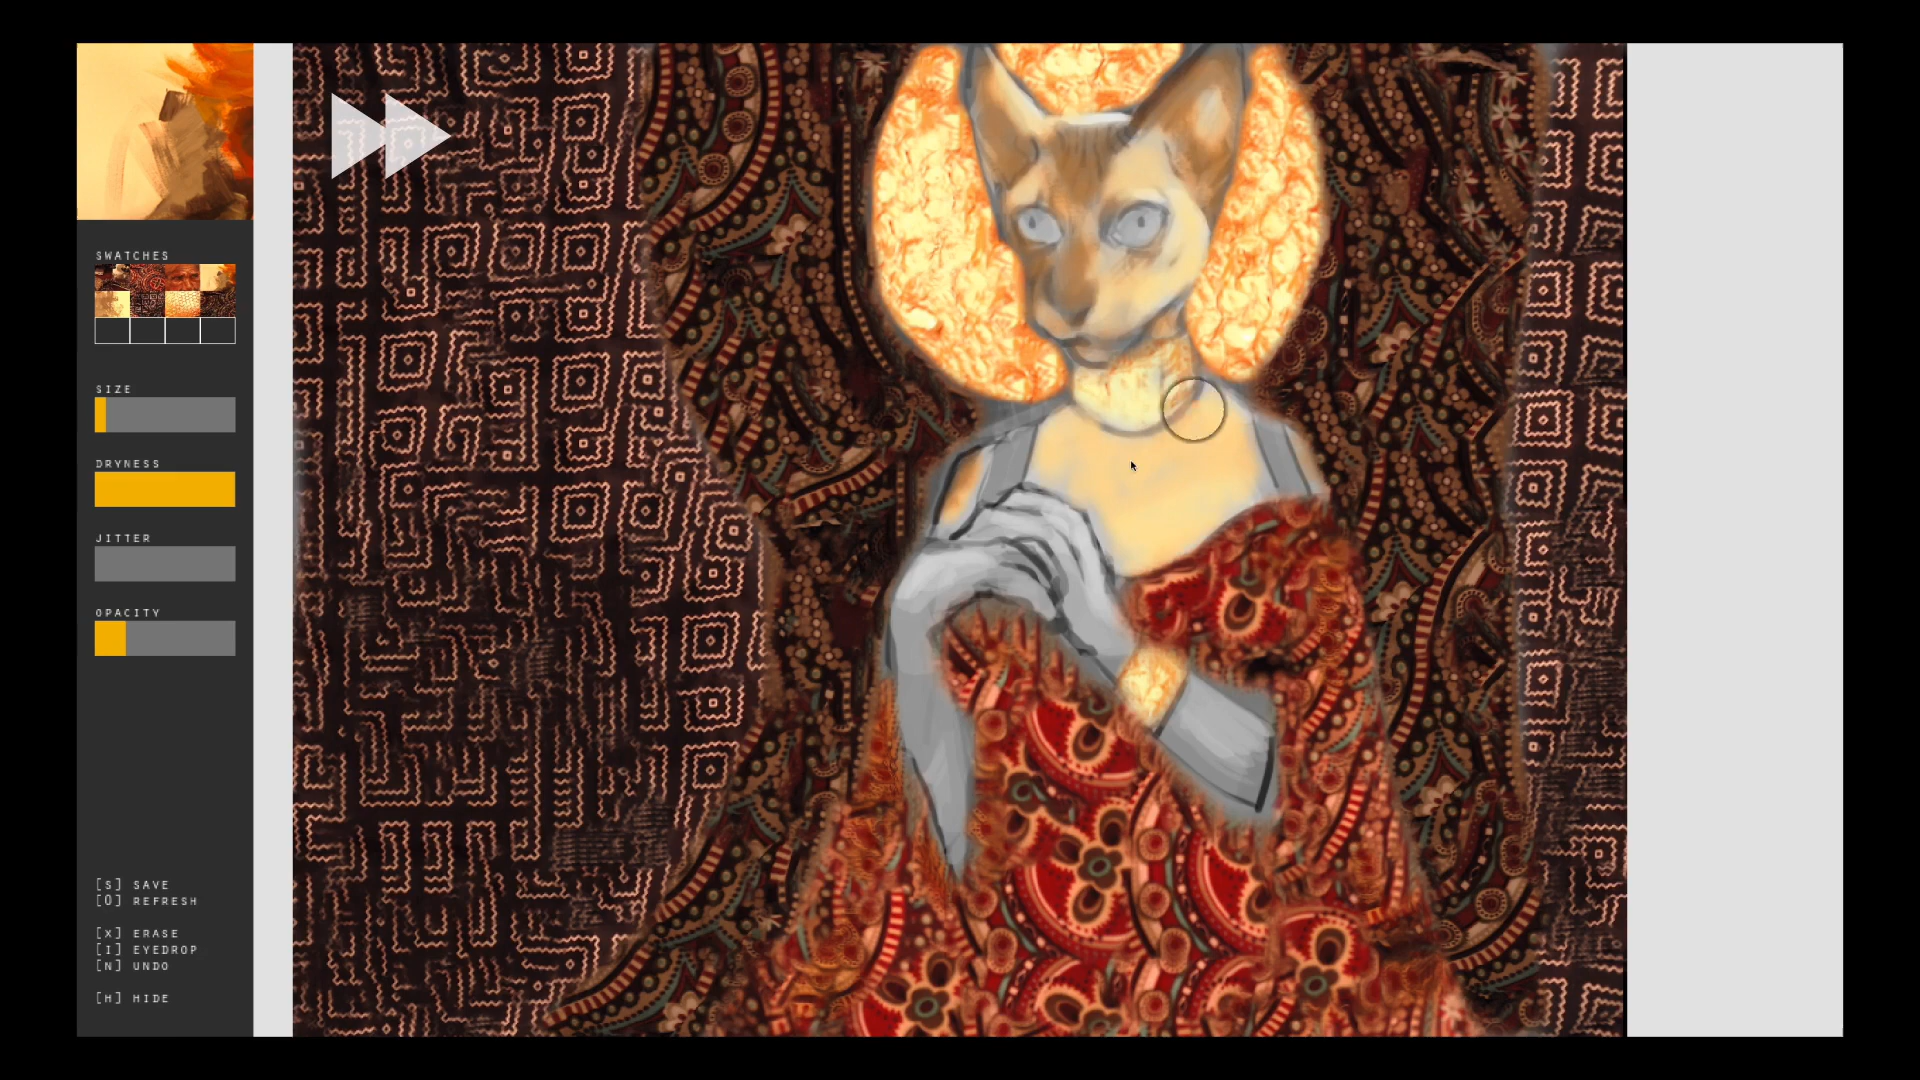 SWATCHES
SIZE
DRYNESS
JITTER
OPACITY
[S] SAVE
[O] REFRESH
[X] ERASE
[I] EYEDROP
[N] UNDO
[H] HIDE